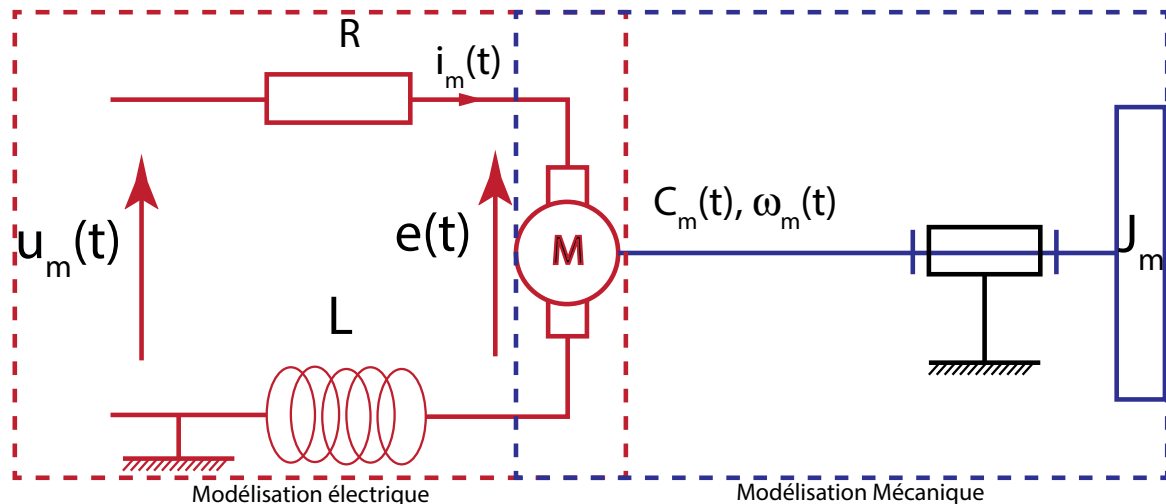 R
i_m(t)
u_m(t)
e(t)
M
C_m(t), ω_m(t)
J_m
L
Modélisation électrique
Modélisation Mécanique